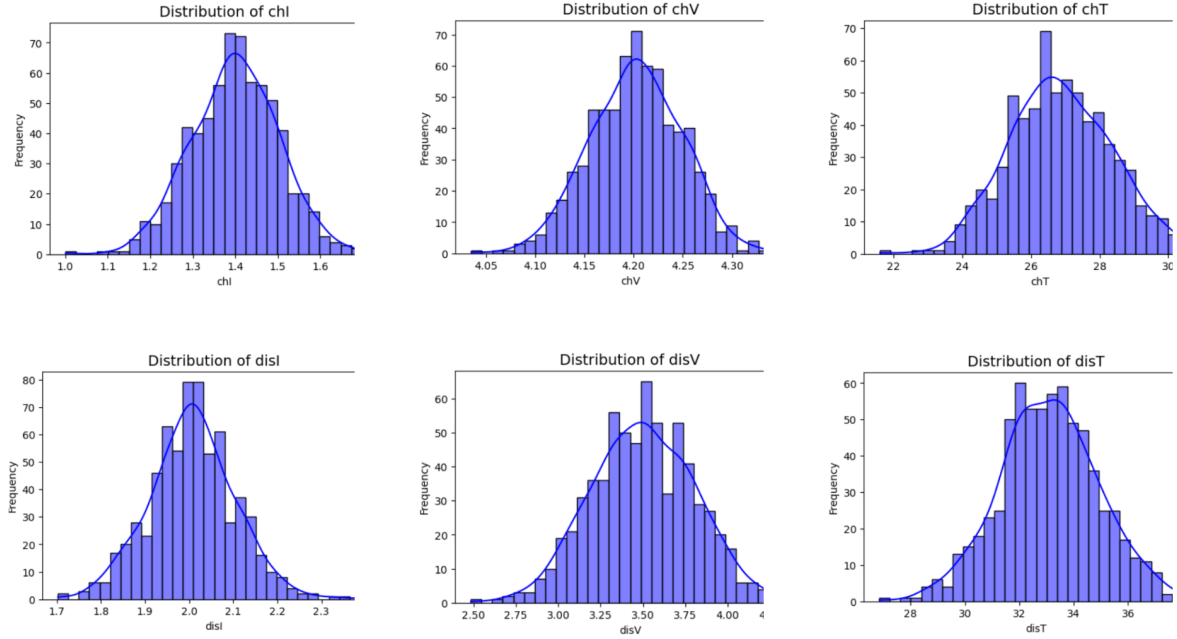 Distribution of chI
Distribution of chV
Distribution of chT
Frequency
70
60
50
40
30
20
10
0
1.0 1.1 1.2 1.3 1.4 1.5 1.6
chI
Frequency
70
60
50
40
30
20
10
0
4.05 4.10 4.15 4.20 4.25 4.30
chV
Frequency
70
60
50
40
30
20
10
0
22 24 26 28 30
chT
Distribution of disI
Distribution of disV
Distribution of disT
Frequency
80
70
60
50
40
30
20
10
0
1.7 1.8 1.9 2.0 2.1 2.2 2.3
disI
Frequency
60
50
40
30
20
10
0
2.50 2.75 3.00 3.25 3.50 3.75 4.00
disV
Frequency
60
50
40
30
20
10
0
28 30 32 34 36
disT